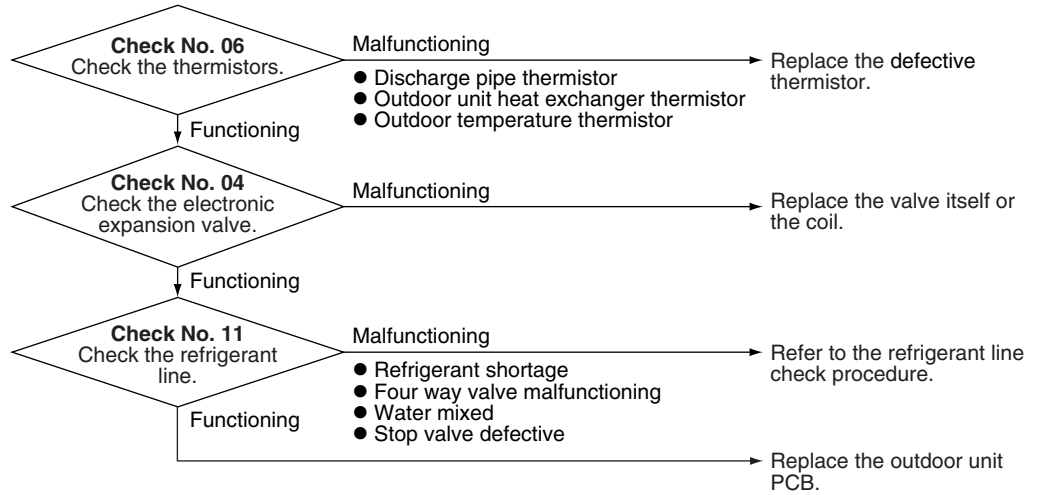 Check No. 06
Check the thermistors.
Malfunctioning
● Discharge pipe thermistor
● Outdoor unit heat exchanger thermistor
● Outdoor temperature thermistor
Replace the defective
thermistor.
Functioning
Check No. 04
Check the electronic
expansion valve.
Malfunctioning
Replace the valve itself or
the coil.
Functioning
Check No. 11
Check the refrigerant
line.
Malfunctioning
● Refrigerant shortage
● Four way valve malfunctioning
● Water mixed
● Stop valve defective
Refer to the refrigerant line
check procedure.
Functioning
Replace the outdoor unit
PCB.